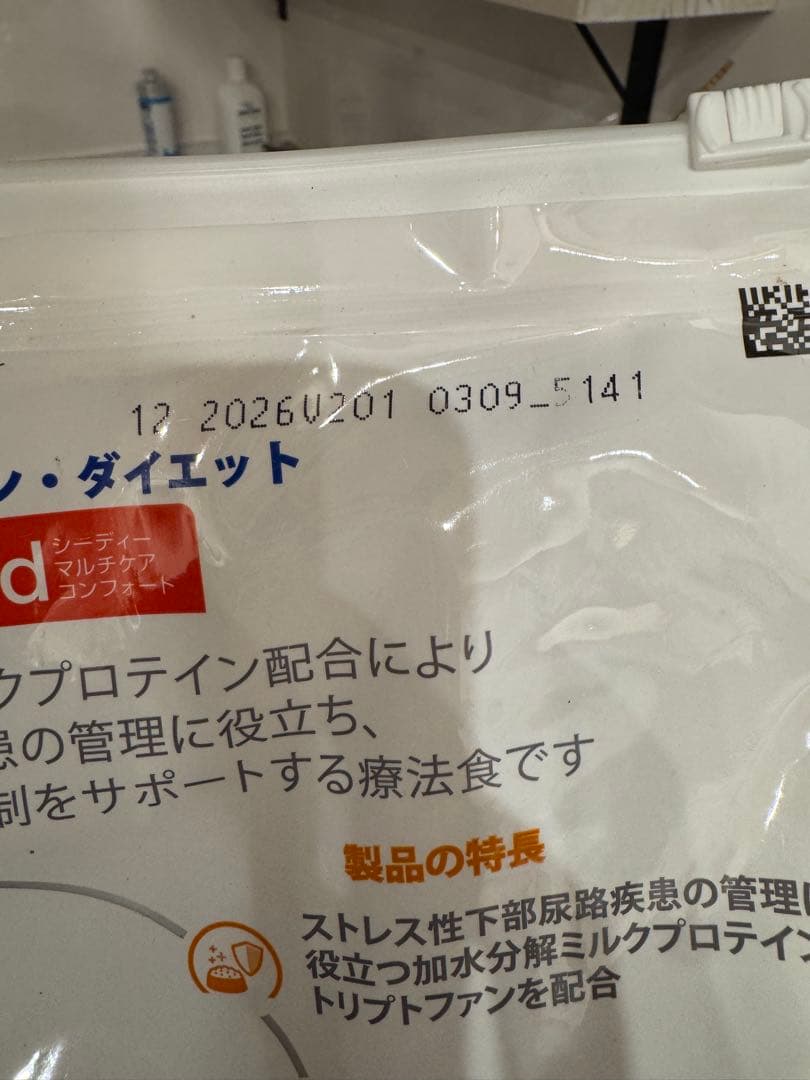 12 2026V201 0309_5141
ン・ダイエット
d
シーディー
マルチケア
コンフォート
クプロテイン配合により
患の管理に役立ち、
制をサポートする療法食です
製品の特長
ストレス性下部尿路疾患の管理に
役立つ加水分解ミルクプロテイン
トリプトファンを配合